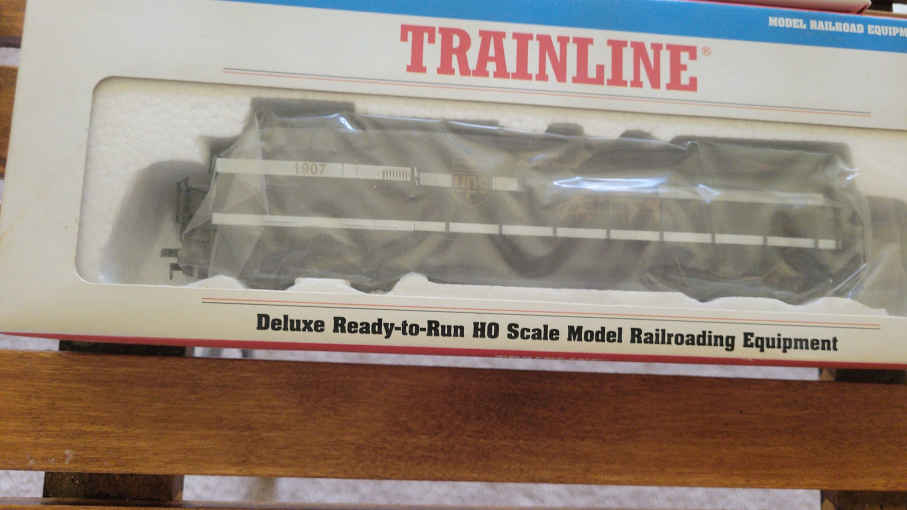 MODEL RAILROAD EQUIPM
TRAINLINE®
1907
Deluxe Ready-to-Run HO Scale Model Railroading Equipment